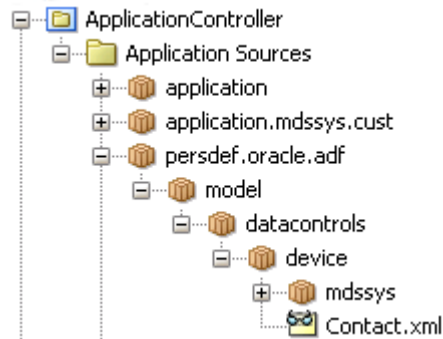 ApplicationController
Application Sources
application
application.mdssys.cust
persdef.oracle.adf
model
datacontrols
device
mdssys
Contact.xml